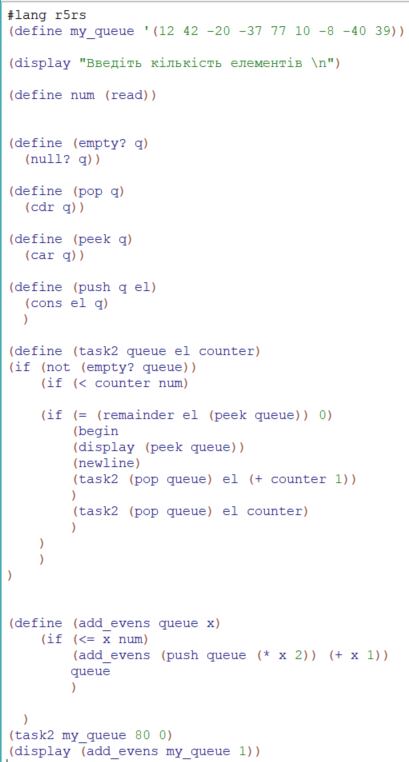 #lang r5rs
(define my_queue '(12 42 -20 -37 77 10 -8 -40 39))
(display "Введіть кількість елементів \n")
(define num (read))
(define (empty? q)
(null? q))
(define (pop q)
(cdr q))
(define (peek q)
(car q))
(define (push q el)
(cons el q)
)
(define (task2 queue el counter)
(if (not (empty? queue))
(if (< counter num)
(if (= (remainder el (peek queue)) 0)
(begin
(display (peek queue))
(newline)
(task2 (pop queue) el (+ counter 1))
)
(task2 (pop queue) el counter)
)
)
)
)
(define (add_evens queue x)
(if (<= x num)
(add_evens (push queue (* x 2)) (+ x 1))
queue
)
)
(task2 my_queue 80 0)
(display (add_evens my_queue 1))